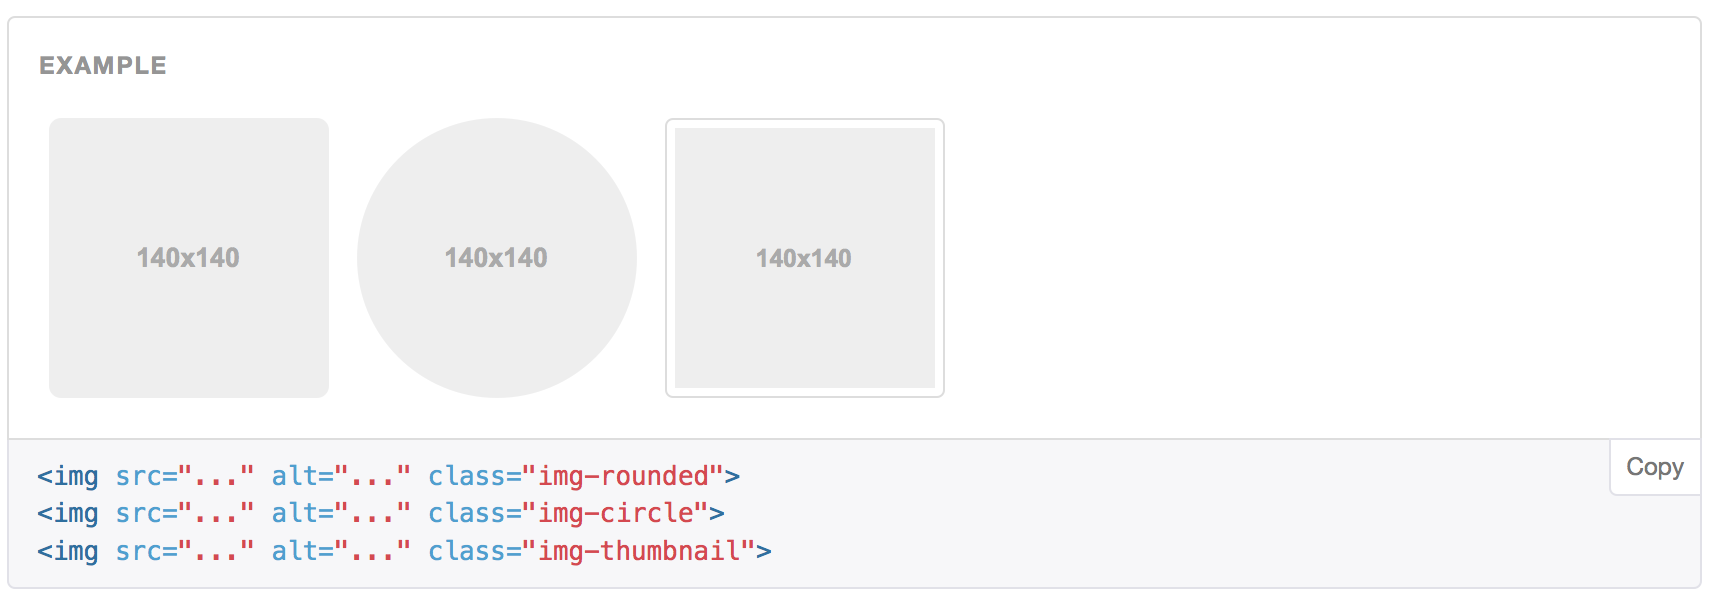 EXAMPLE
140x140 140x140 140x140
Copy
<img src="..." alt="..." class="img-rounded">
<img src="..." alt="..." class="img-circle">
<img src="..." alt="..." class="img-thumbnail">